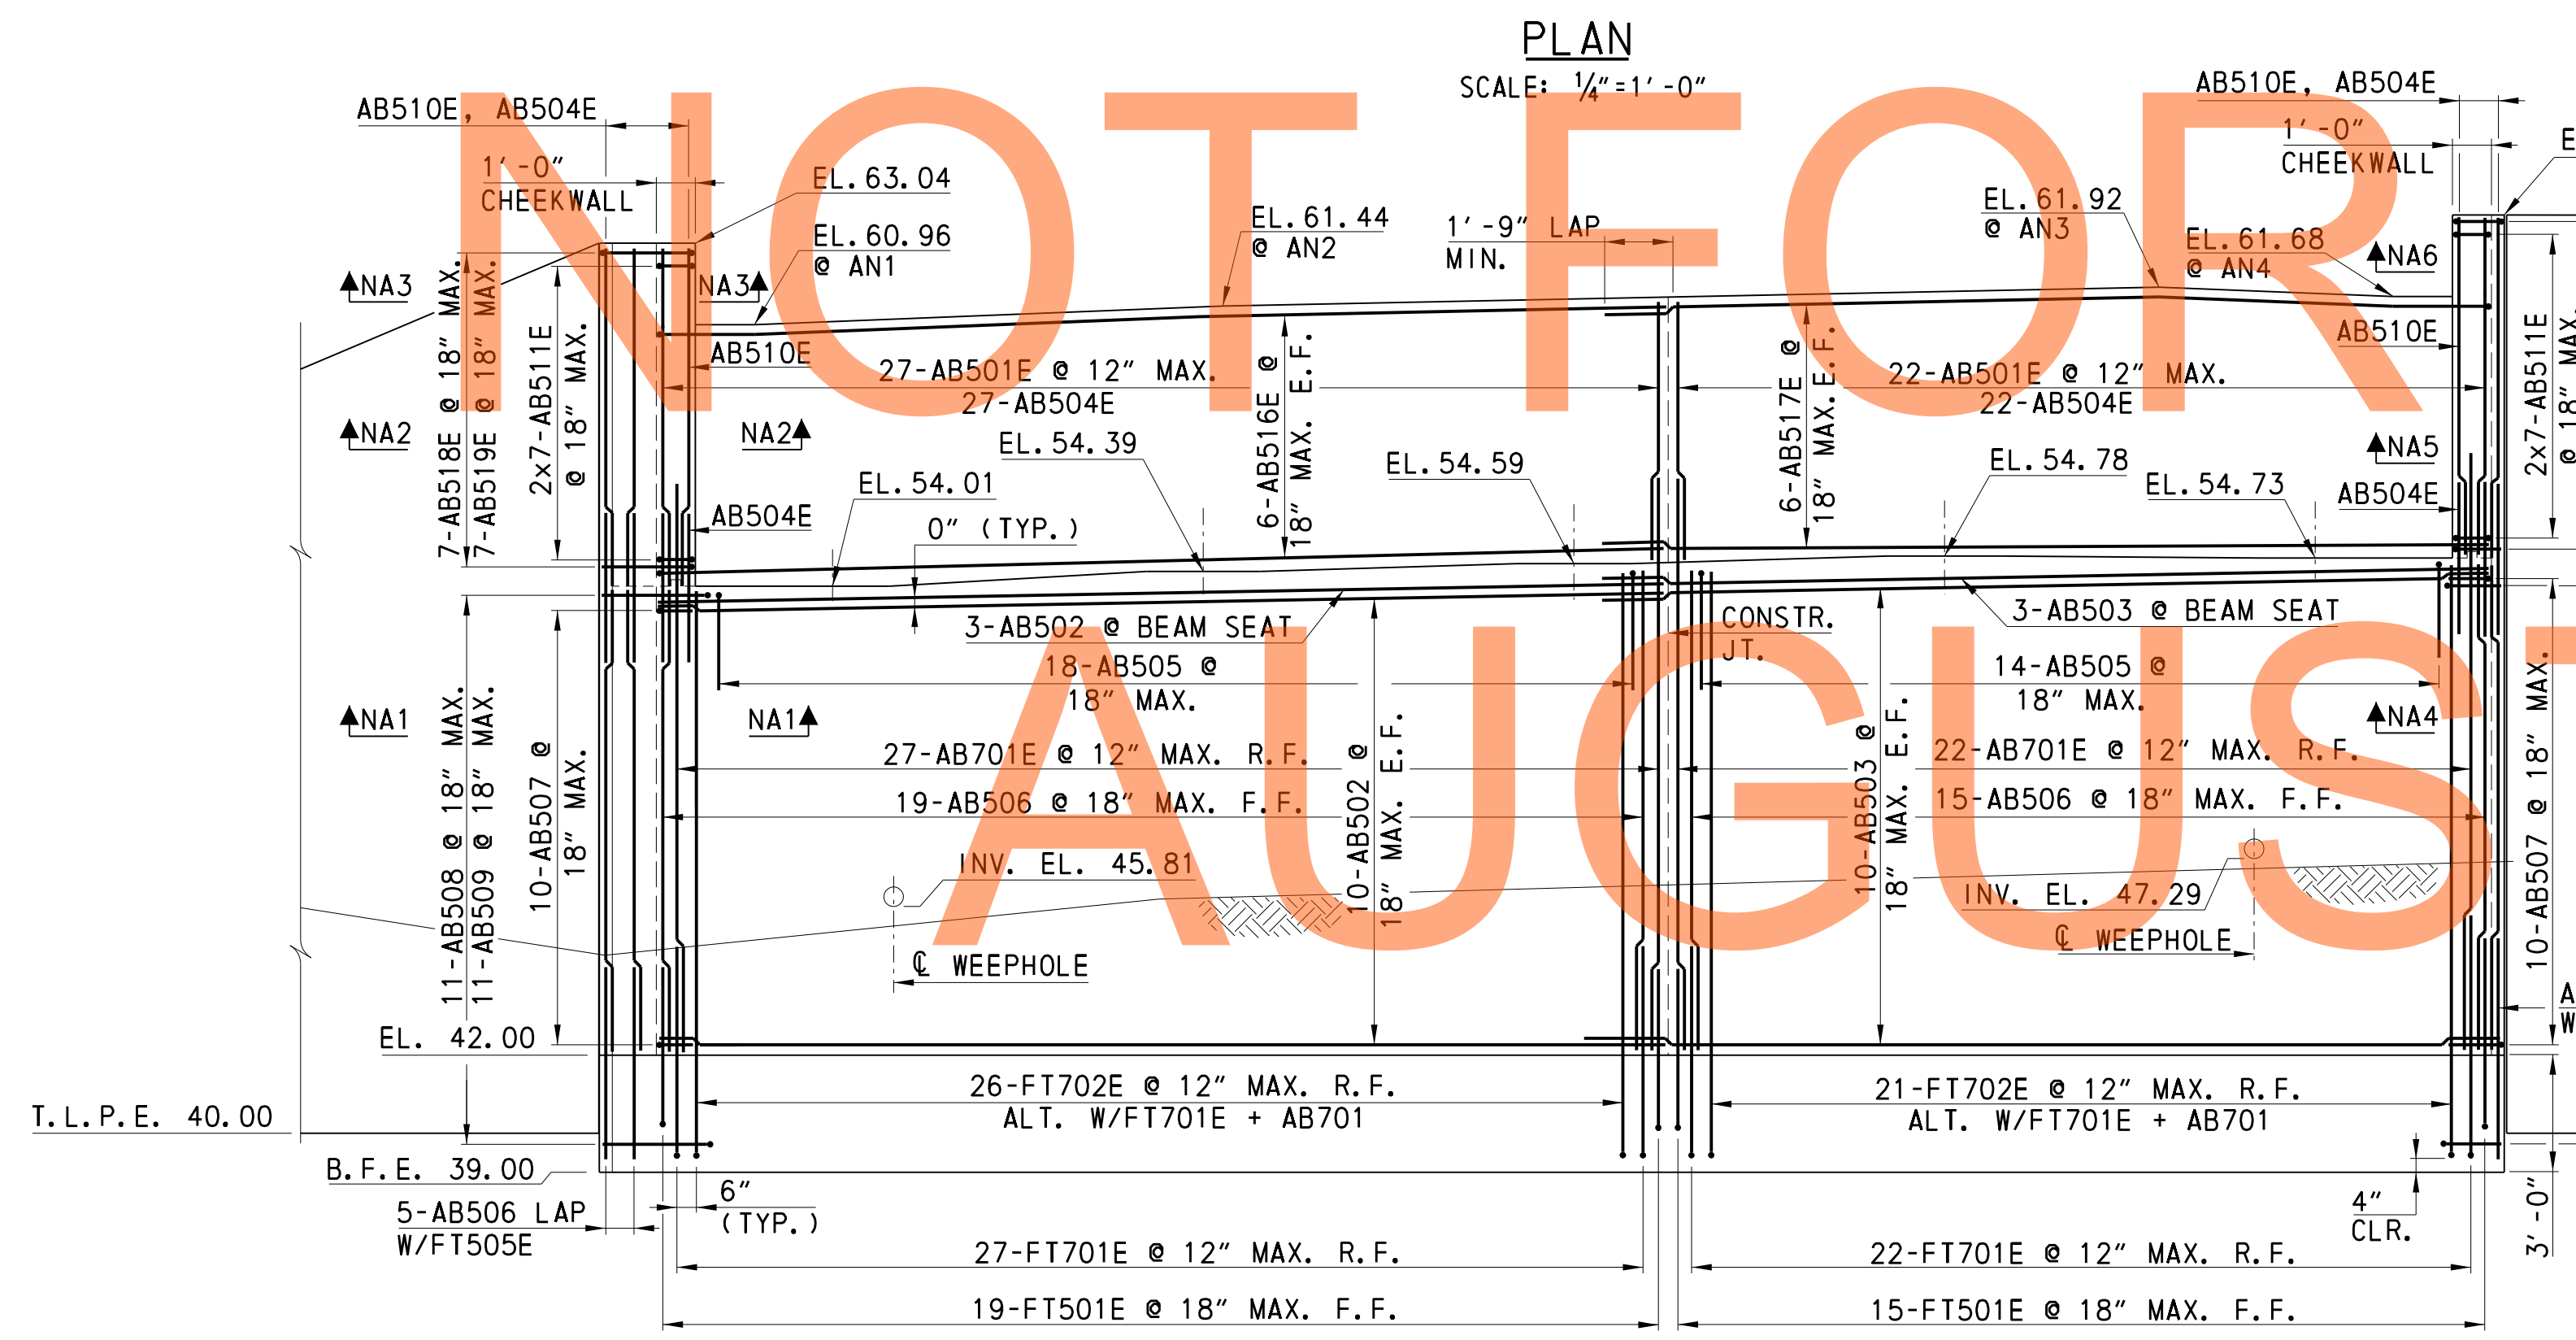 PLAN
SCALE: 1/4"=1'-0"
AB510E, AB504E
1'-0"
CHEEKWALL
EL.63.04
EL.60.96
@ AN1
EL.61.44
@ AN2
1'-9" LAP
MIN.
EL.61.92
@ AN3
EL.61.68
@ AN4
AB510E, AB504E
1'-0"
CHEEKWALL
NOT FOR
NA3
NA3
NA6
7-AB518E @ 18" MAX.
7-AB519E @ 18" MAX.
2x7-AB511E
@ 18" MAX.
AB510E
27-AB501E @ 12" MAX.
27-AB504E
6-AB516E @
18" MAX. E.F.
6-AB517E @
18" MAX.E.F.
22-AB501E @ 12" MAX.
22-AB504E
AB510E
2x7-AB511E
@ 18" MAX.
NA2
NA2
NA5
EL.54.39
EL.54.59
EL.54.78
EL.54.73
EL.54.01
AB504E
AB504E
0" (TYP.)
3-AB502 @ BEAM SEAT
CONSTR.
JT.
3-AB503 @ BEAM SEAT
18-AB505 @
18" MAX.
14-AB505 @
18" MAX.
AUGUST
NA1
NA1
NA4
11-AB508 @ 18" MAX.
11-AB509 @ 18" MAX.
10-AB507 @
18" MAX.
27-AB701E @ 12" MAX. R.F.
19-AB506 @ 18" MAX. F.F.
10-AB502 @
18" MAX. E.F.
10-AB503 @
18" MAX. E.F.
22-AB701E @ 12" MAX. R.F.
15-AB506 @ 18" MAX. F.F.
10-AB507 @ 18" MAX.
INV. EL. 45.81
℄ WEEPHOLE
INV. EL. 47.29
℄ WEEPHOLE
EL. 42.00
T.L.P.E. 40.00
B.F.E. 39.00
26-FT702E @ 12" MAX. R.F.
ALT. W/FT701E + AB701
21-FT702E @ 12" MAX. R.F.
ALT. W/FT701E + AB701
5-AB506 LAP
W/FT505E
6"
(TYP.)
4"
CLR.
3'-0"
27-FT701E @ 12" MAX. R.F.
22-FT701E @ 12" MAX. R.F.
19-FT501E @ 18" MAX. F.F.
15-FT501E @ 18" MAX. F.F.